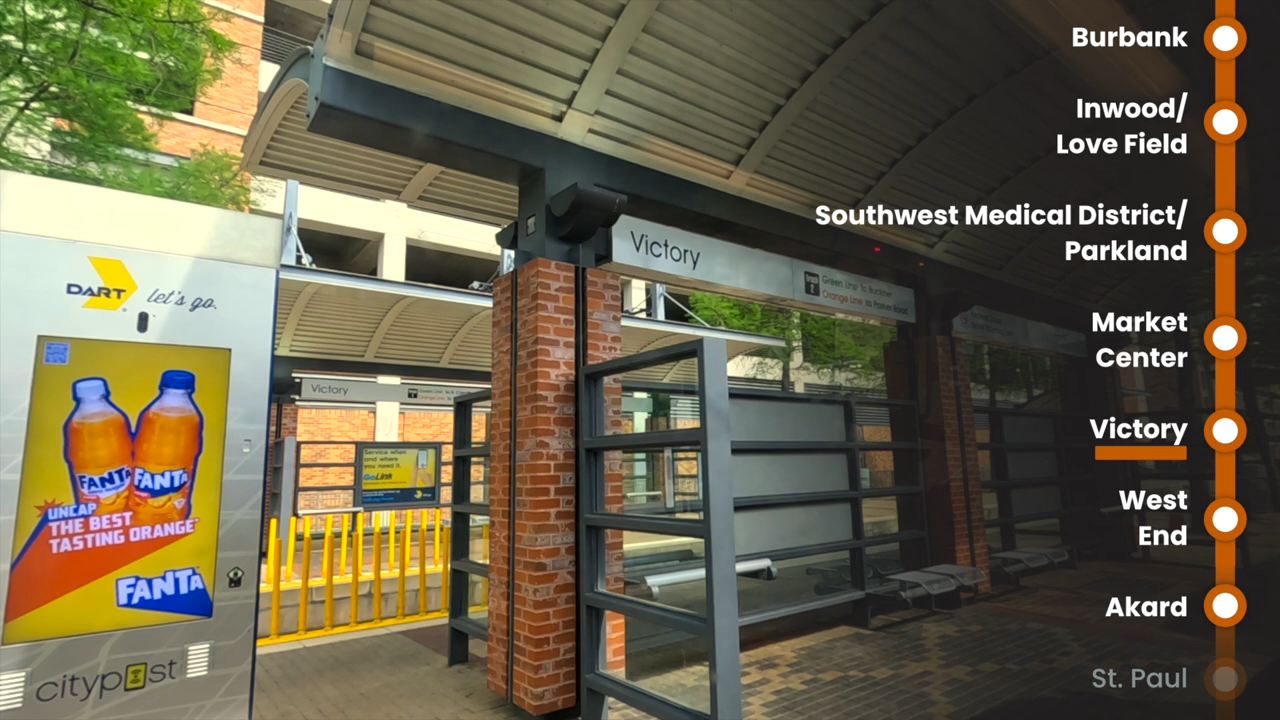 DART
let's go.
UNCAP
THE BEST
TASTING ORANGE
FANTA
FANTA
FANTA
citypost
Victory
Service when
and where
you need it.
GoLink
Victory
Green Line To Buckner
Orange Line to Parker Road
Burbank
Inwood/
Love Field
Southwest Medical District/
Parkland
Market
Center
Victory
West
End
Akard
St. Paul